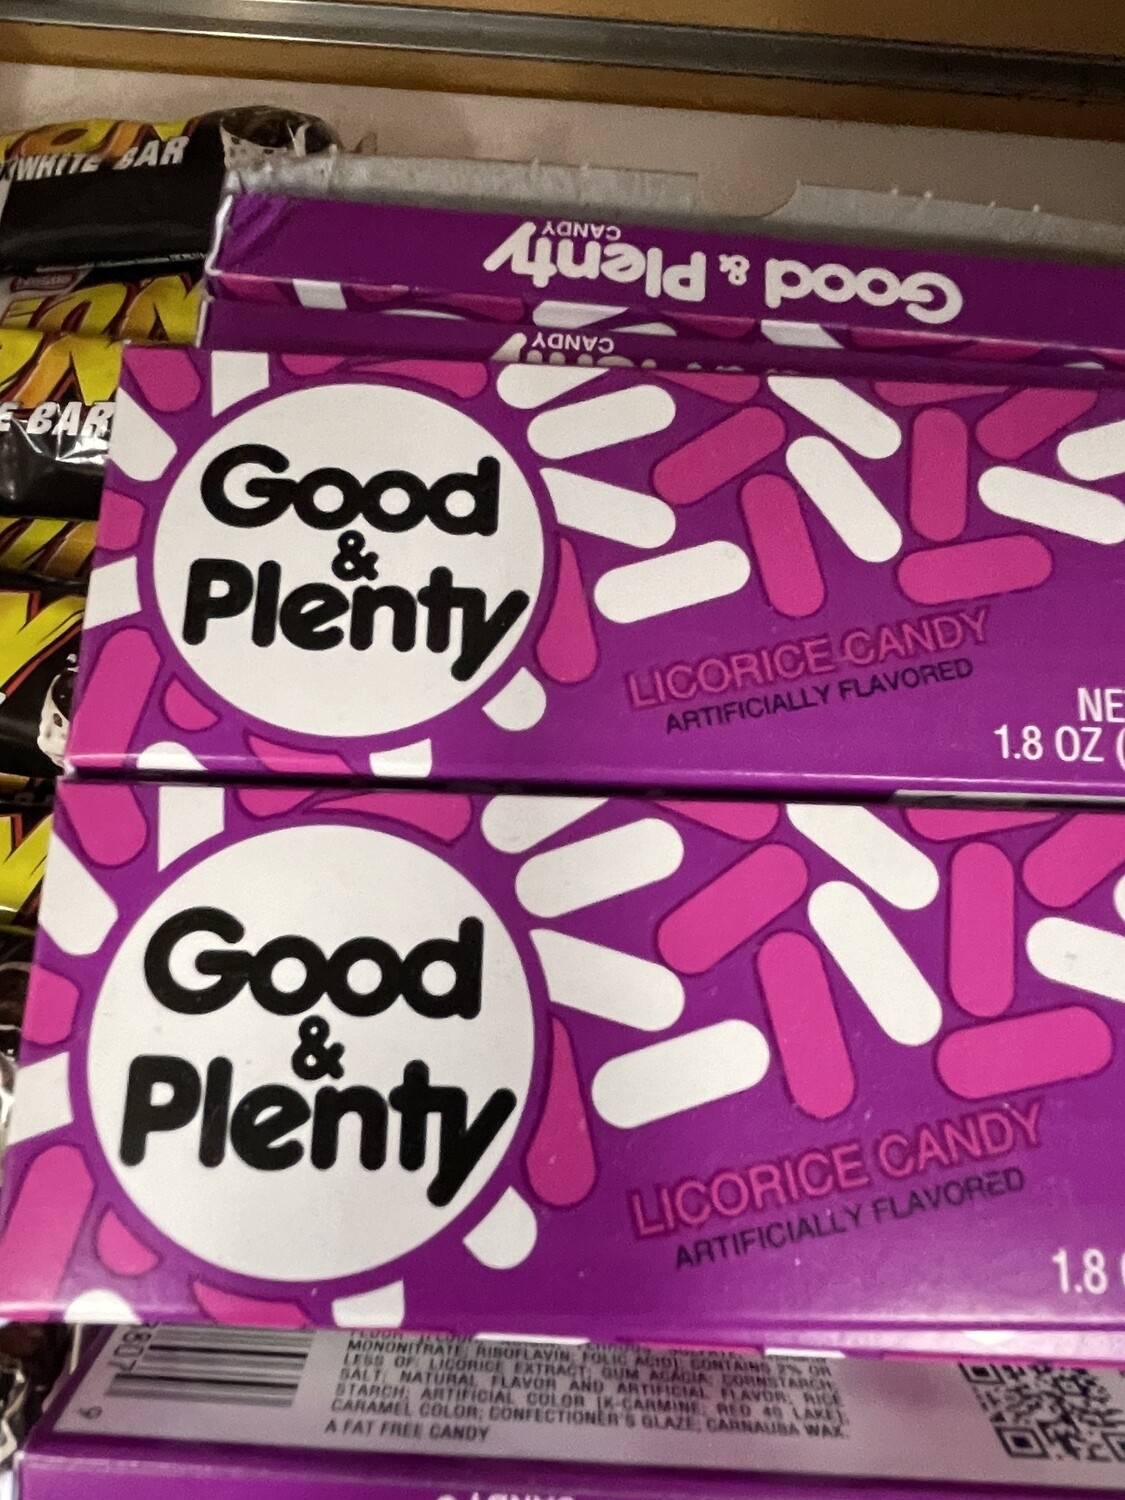 WHITE BAR
Good & Plenty
CANDY
CANDY
E BAR
Good
&
Plenty
LICORICE CANDY
ARTIFICIALLY FLAVORED
1.8 OZ (
Good
&
Plenty
LICORICE CANDY
ARTIFICIALLY FLAVORED
1.8
MONONITRATE, RIBOFLAVIN, FOLIC ACID); CONTAINS 2% OR
LESS OF: LICORICE EXTRACT; GUM ACACIA; CORNSTARCH;
SALT; NATURAL FLAVOR AND ARTIFICIAL FLAVOR; RICE
STARCH; ARTIFICIAL COLOR [K-CARMINE; RED 40 LAKE];
CARAMEL COLOR; CONFECTIONER'S GLAZE; CARNAUBA WAX.
A FAT FREE CANDY